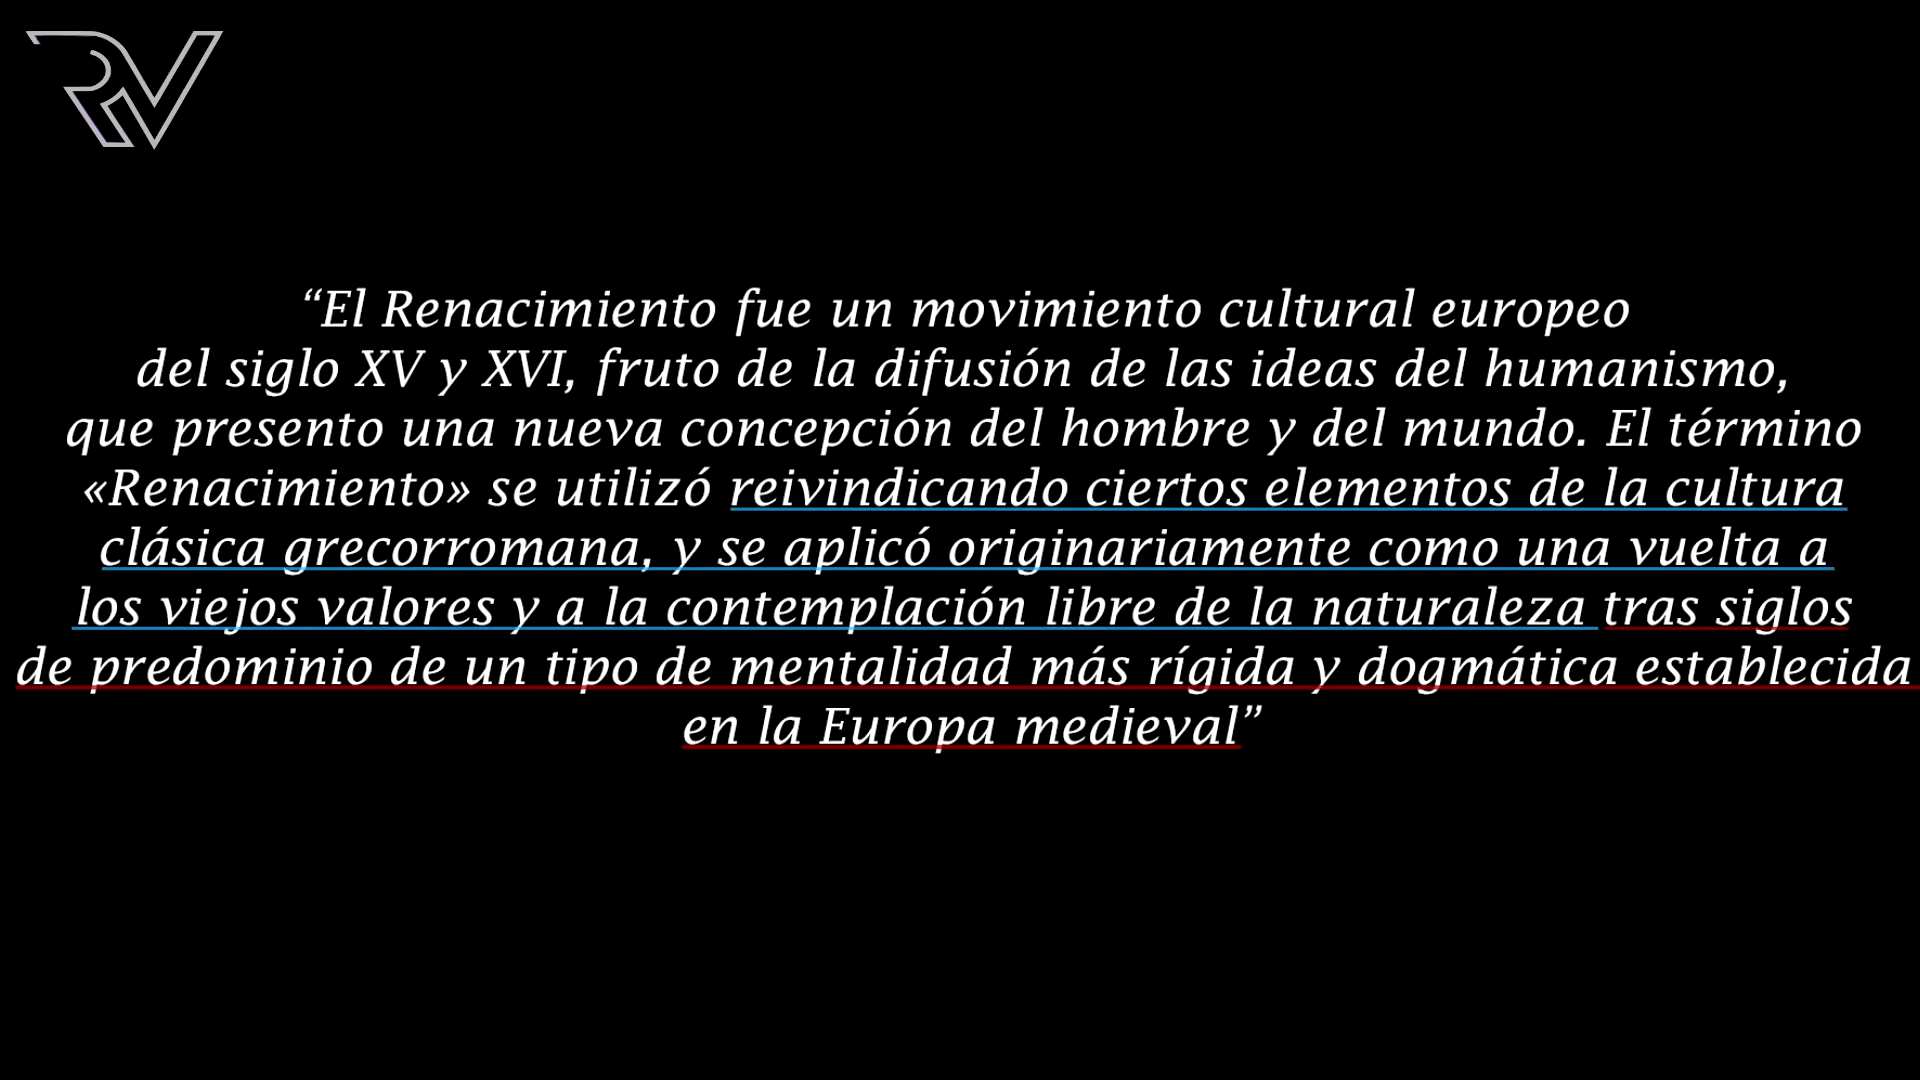 RV
“El Renacimiento fue un movimiento cultural europeo
del siglo XV y XVI, fruto de la difusión de las ideas del humanismo,
que presento una nueva concepción del hombre y del mundo. El término
«Renacimiento» se utilizó reivindicando ciertos elementos de la cultura
clásica grecorromana, y se aplicó originariamente como una vuelta a
los viejos valores y a la contemplación libre de la naturaleza tras siglos
de predominio de un tipo de mentalidad más rígida y dogmática establecida
en la Europa medieval”